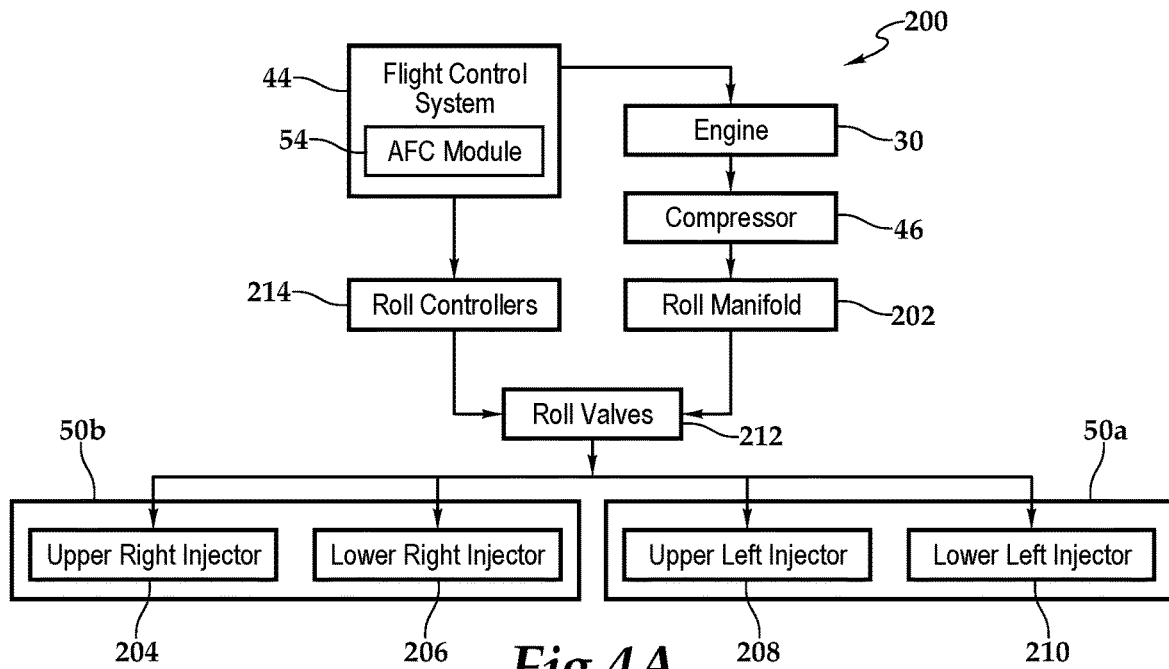 200
44
Flight Control
System
54
AFC Module
Engine
30
Compressor
46
214
Roll Controllers
Roll Manifold
202
Roll Valves
212
50b
50a
Upper Right Injector
Lower Right Injector
Upper Left Injector
Lower Left Injector
204
206
208
210
Fig.4A